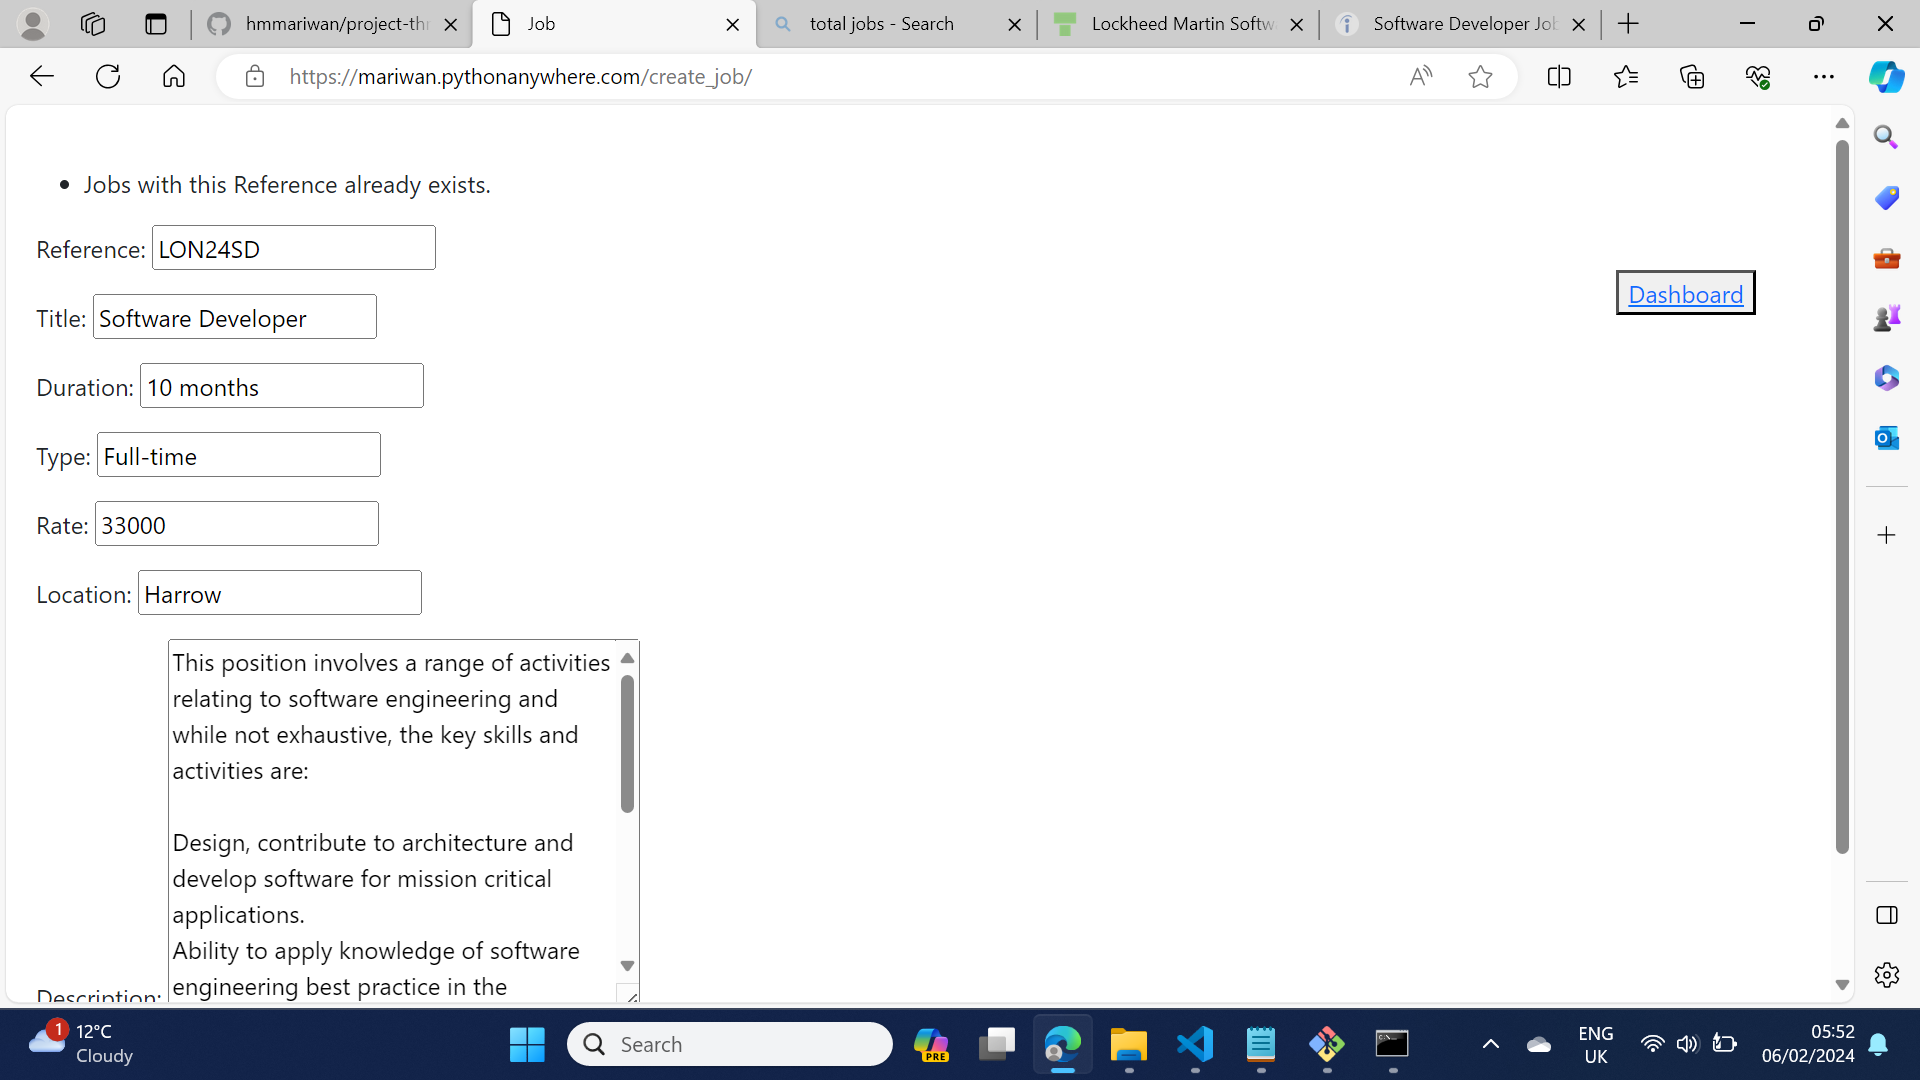 hmmariwan/project-thr
Job
total jobs - Search
Lockheed Martin Softw
Software Developer Job
https://mariwan.pythonanywhere.com/create_job/
Jobs with this Reference already exists.
Reference: LON24SD
Dashboard
Title: Software Developer
Duration: 10 months
Type: Full-time
Rate: 33000
Location: Harrow
This position involves a range of activities
relating to software engineering and
while not exhaustive, the key skills and
activities are:
Design, contribute to architecture and
develop software for mission critical
applications.
Ability to apply knowledge of software
engineering best practice in the
Description:
1
12°C
Cloudy
Search
PRE
ENG
UK
05:52
06/02/2024